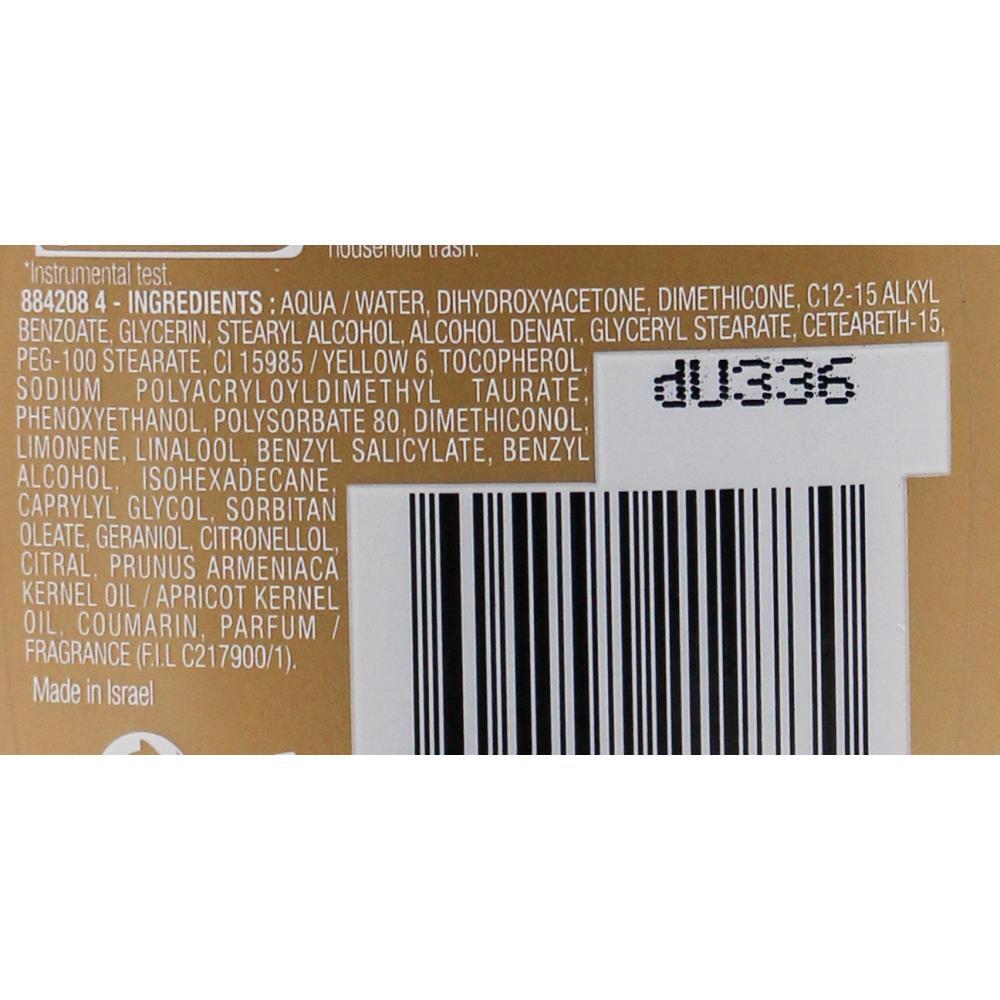 household trash.
*Instrumental test.
884208 4 - INGREDIENTS : AQUA / WATER, DIHYDROXYACETONE, DIMETHICONE, C12-15 ALKYL
BENZOATE, GLYCERIN, STEARYL ALCOHOL, ALCOHOL DENAT., GLYCERYL STEARATE, CETEARETH-15,
PEG-100 STEARATE, CI 15985 / YELLOW 6, TOCOPHEROL,
SODIUM POLYACRYLOYLDIMETHYL TAURATE,
PHENOXYETHANOL, POLYSORBATE 80, DIMETHICONOL,
LIMONENE, LINALOOL, BENZYL SALICYLATE, BENZYL
ALCOHOL, ISOHEXADECANE,
CAPRYLYL GLYCOL, SORBITAN
OLEATE, GERANIOL, CITRONELLOL,
CITRAL, PRUNUS ARMENIACA
KERNEL OIL / APRICOT KERNEL
OIL, COUMARIN, PARFUM /
FRAGRANCE (F.I.L C217900/1).
Made in Israel